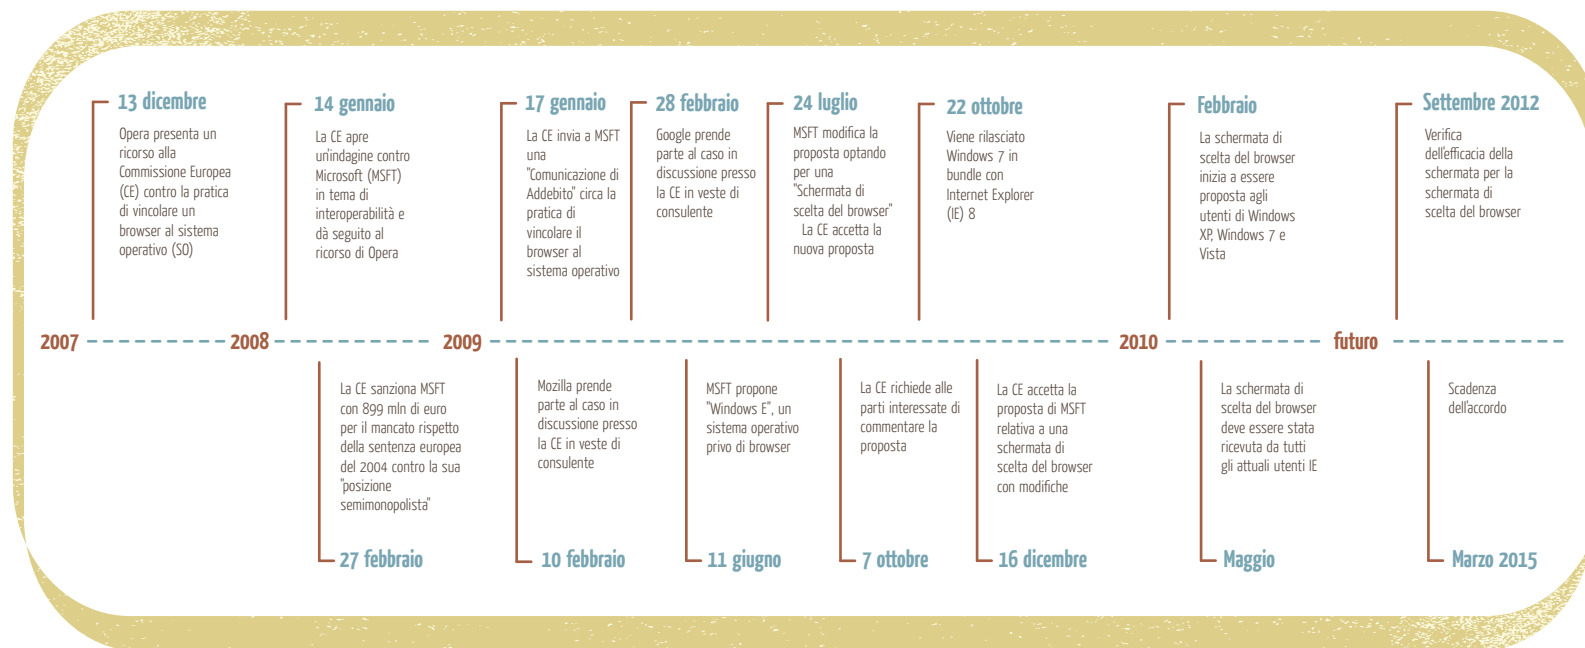 13 dicembre
Opera presenta un
ricorso alla
Commissione Europea
(CE) contro la pratica
di vincolare un
browser al sistema
operativo (SO)
14 gennaio
La CE apre
un'indagine contro
Microsoft (MSFT)
in tema di
interoperabilità e
dà seguito al
ricorso di Opera
17 gennaio
La CE invia a MSFT
una
"Comunicazione di
Addebito" circa la
pratica di
vincolare il
browser al
sistema operativo
28 febbraio
Google prende
parte al caso in
discussione presso
la CE in veste di
consulente
24 luglio
MSFT modifica la
proposta optando
per una
"Schermata di
scelta del browser"
La CE accetta la
nuova proposta
22 ottobre
Viene rilasciato
Windows 7 in
bundle con
Internet Explorer
(IE) 8
Febbraio
La schermata di
scelta del browser
inizia a essere
proposta agli
utenti di Windows
XP, Windows 7 e
Vista
Settembre 2012
Verifica
dell'efficacia della
schermata per la
schermata di
scelta del browser
2007
2008
2009
2010
futuro
La CE sanziona MSFT
con 899 mln di euro
per il mancato rispetto
della sentenza europea
del 2004 contro la sua
"posizione
semimonopolista"
27 febbraio
Mozilla prende
parte al caso in
discussione presso
la CE in veste di
consulente
10 febbraio
MSFT propone
"Windows E", un
sistema operativo
privo di browser
11 giugno
La CE richiede alle
parti interessate di
commentare la
proposta
7 ottobre
La CE accetta la
proposta di MSFT
relativa a una
schermata di
scelta del browser
con modifiche
16 dicembre
La schermata di
scelta del browser
deve essere stata
ricevuta da tutti
gli attuali utenti IE
Maggio
Scadenza
dell'accordo
Marzo 2015